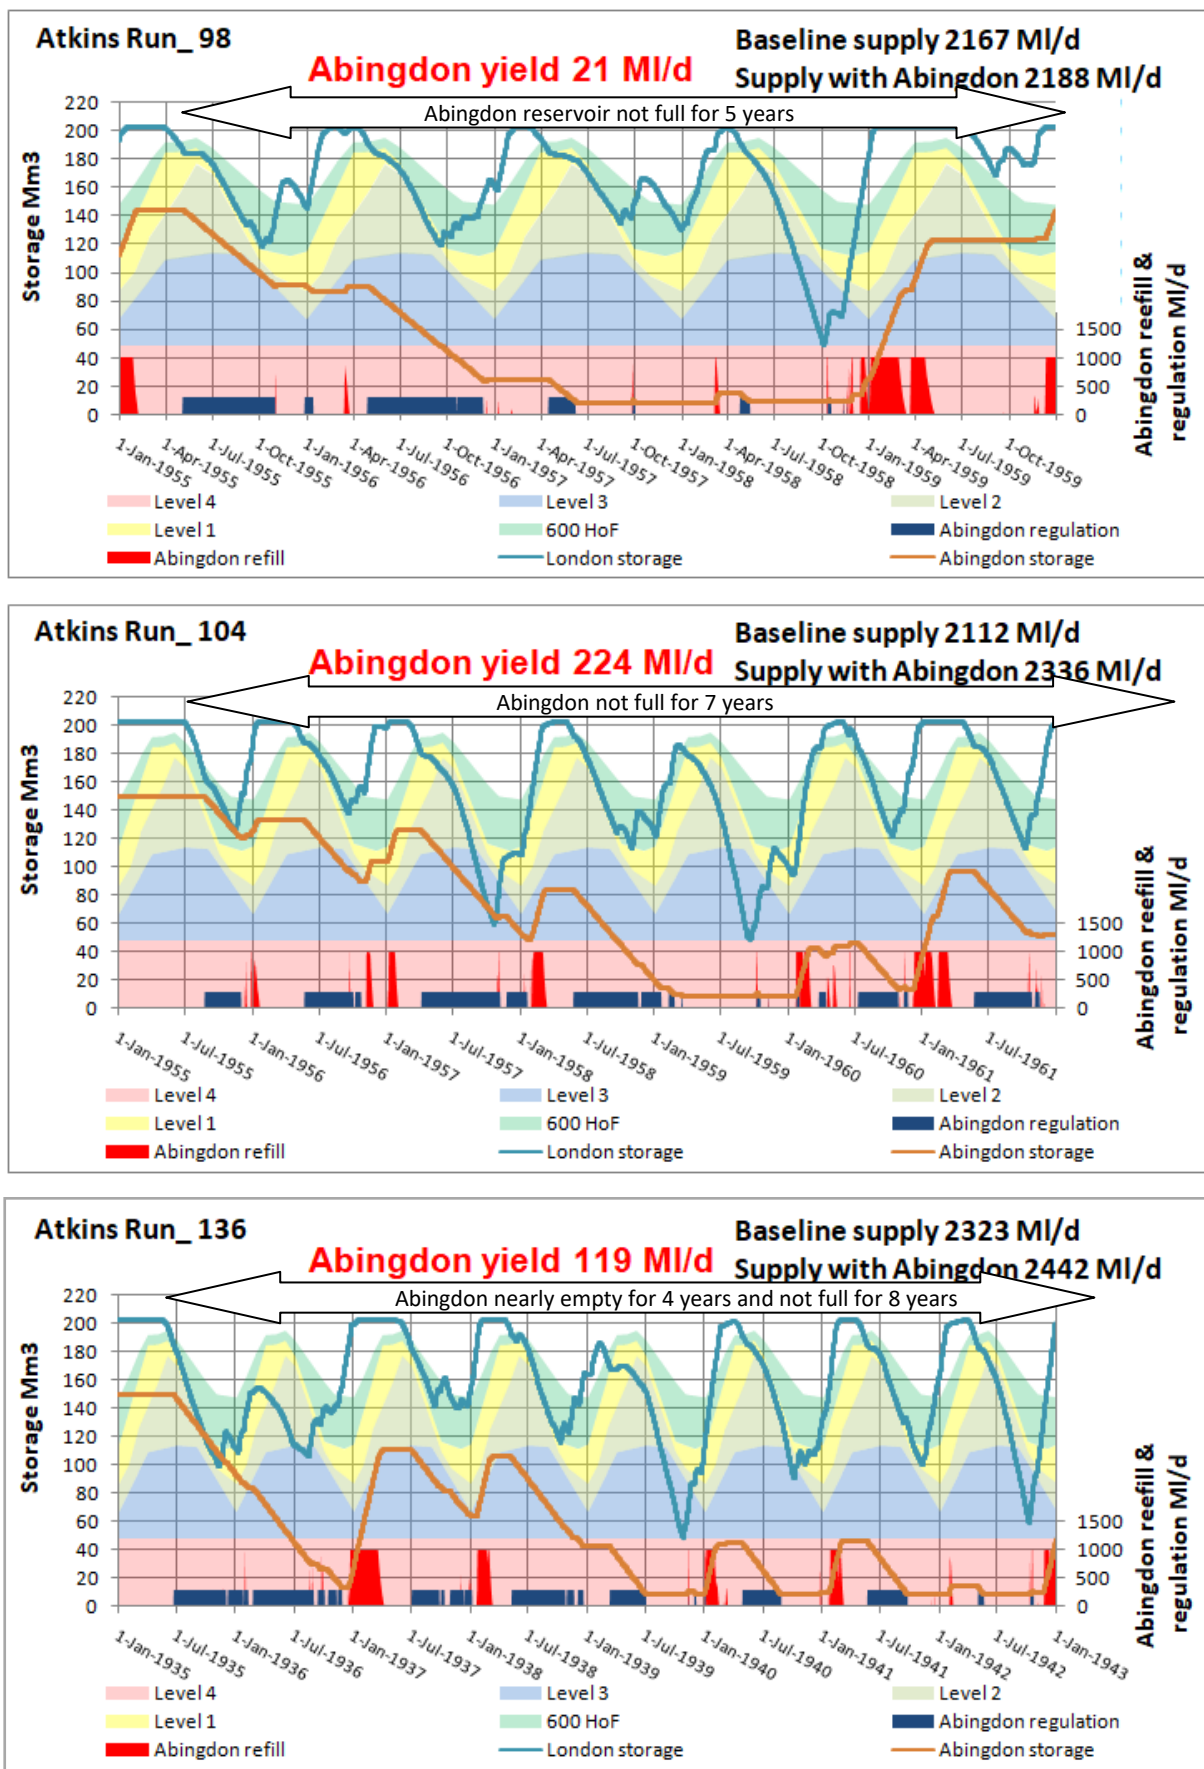 Atkins Run_ 98
Baseline supply 2167 Ml/d
Abingdon yield 21 Ml/d
Supply with Abingdon 2188 Ml/d
Abingdon reservoir not full for 5 years
Storage Mm3
220
200
180
160
140
120
100
80
60
40
20
0
1500
1000
500
0
Abingdon reefill &
regulation Ml/d
1-Jan-1955
1-Apr-1955
1-Jul-1955
1-Oct-1955
1-Jan-1956
1-Apr-1956
1-Jul-1956
1-Oct-1956
1-Jan-1957
1-Apr-1957
1-Jul-1957
1-Oct-1957
1-Jan-1958
1-Apr-1958
1-Jul-1958
1-Oct-1958
1-Jan-1959
1-Apr-1959
1-Jul-1959
1-Oct-1959
Level 4 Level 3 Level 2
Level 1 600 HoF Abingdon regulation
Abingdon refill London storage Abingdon storage
Atkins Run_ 104
Baseline supply 2112 Ml/d
Abingdon yield 224 Ml/d
Supply with Abingdon 2336 Ml/d
Abingdon not full for 7 years
Storage Mm3
220
200
180
160
140
120
100
80
60
40
20
0
1500
1000
500
0
Abingdon reefill &
regulation Ml/d
1-Jan-1955
1-Jul-1955
1-Jan-1956
1-Jul-1956
1-Jan-1957
1-Jul-1957
1-Jan-1958
1-Jul-1958
1-Jan-1959
1-Jul-1959
1-Jan-1960
1-Jul-1960
1-Jan-1961
1-Jul-1961
Level 4 Level 3 Level 2
Level 1 600 HoF Abingdon regulation
Abingdon refill London storage Abingdon storage
Atkins Run_ 136
Baseline supply 2323 Ml/d
Abingdon yield 119 Ml/d
Supply with Abingdon 2442 Ml/d
Abingdon nearly empty for 4 years and not full for 8 years
Storage Mm3
220
200
180
160
140
120
100
80
60
40
20
0
1500
1000
500
0
Abingdon reefill &
regulation Ml/d
1-Jan-1935
1-Jul-1935
1-Jan-1936
1-Jul-1936
1-Jan-1937
1-Jul-1937
1-Jan-1938
1-Jul-1938
1-Jan-1939
1-Jul-1939
1-Jan-1940
1-Jul-1940
1-Jan-1941
1-Jul-1941
1-Jan-1942
1-Jul-1942
1-Jan-1943
Level 4 Level 3 Level 2
Level 1 600 HoF Abingdon regulation
Abingdon refill London storage Abingdon storage